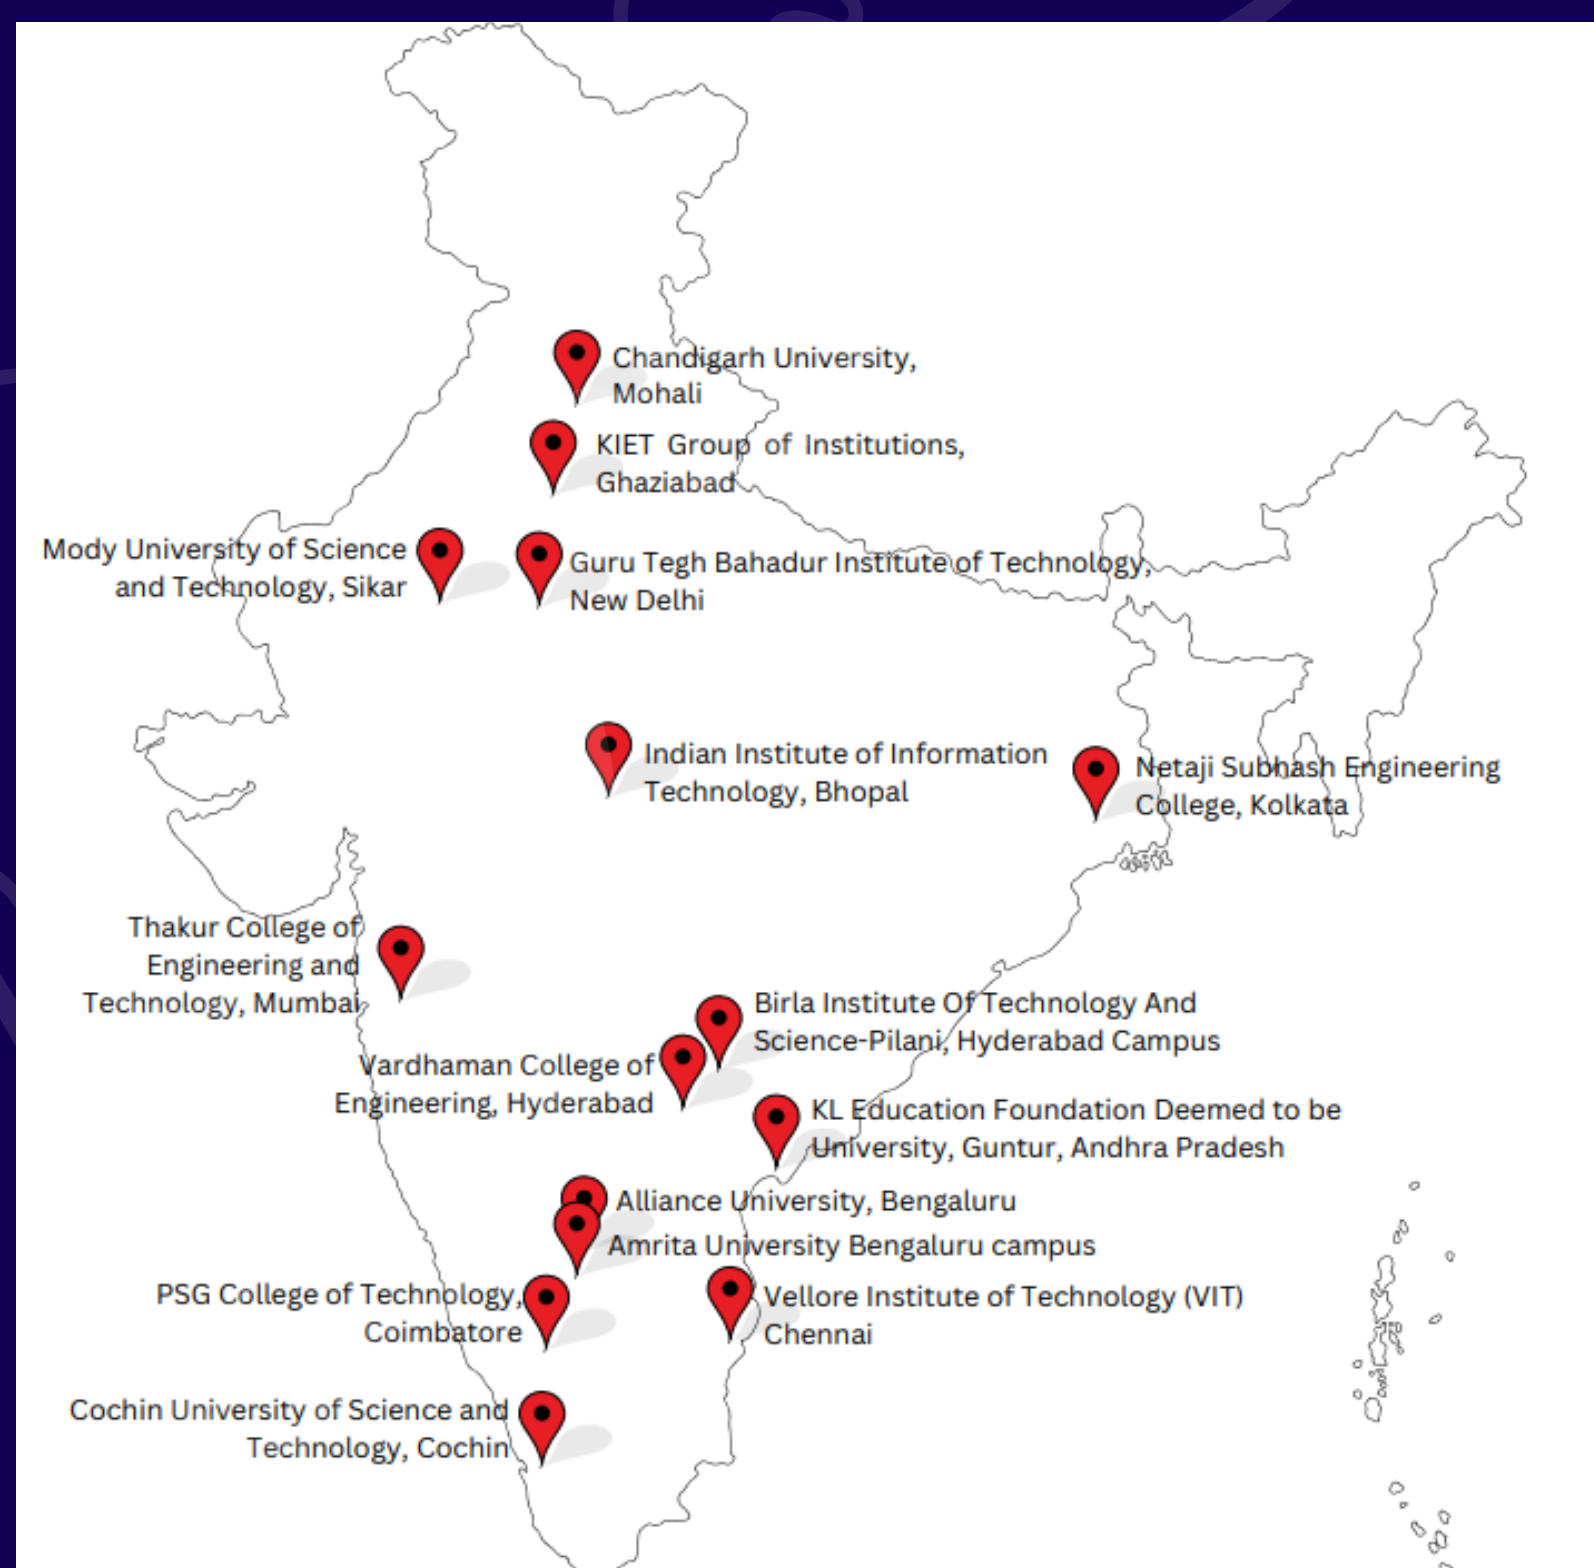 Chandigarh University,
Mohali
KIET Group of Institutions,
Ghaziabad
Mody University of Science
and Technology, Sikar
Guru Tegh Bahadur Institute of Technology,
New Delhi
Indian Institute of Information
Technology, Bhopal
Netaji Subhash Engineering
College, Kolkata
Thakur College of
Engineering and
Technology, Mumbai
Birla Institute Of Technology And
Science-Pilani, Hyderabad Campus
Vardhaman College of
Engineering, Hyderabad
KL Education Foundation Deemed to be
University, Guntur, Andhra Pradesh
Alliance University, Bengaluru
Amrita University Bengaluru campus
PSG College of Technology,
Coimbatore
Vellore Institute of Technology (VIT)
Chennai
Cochin University of Science and
Technology, Cochin